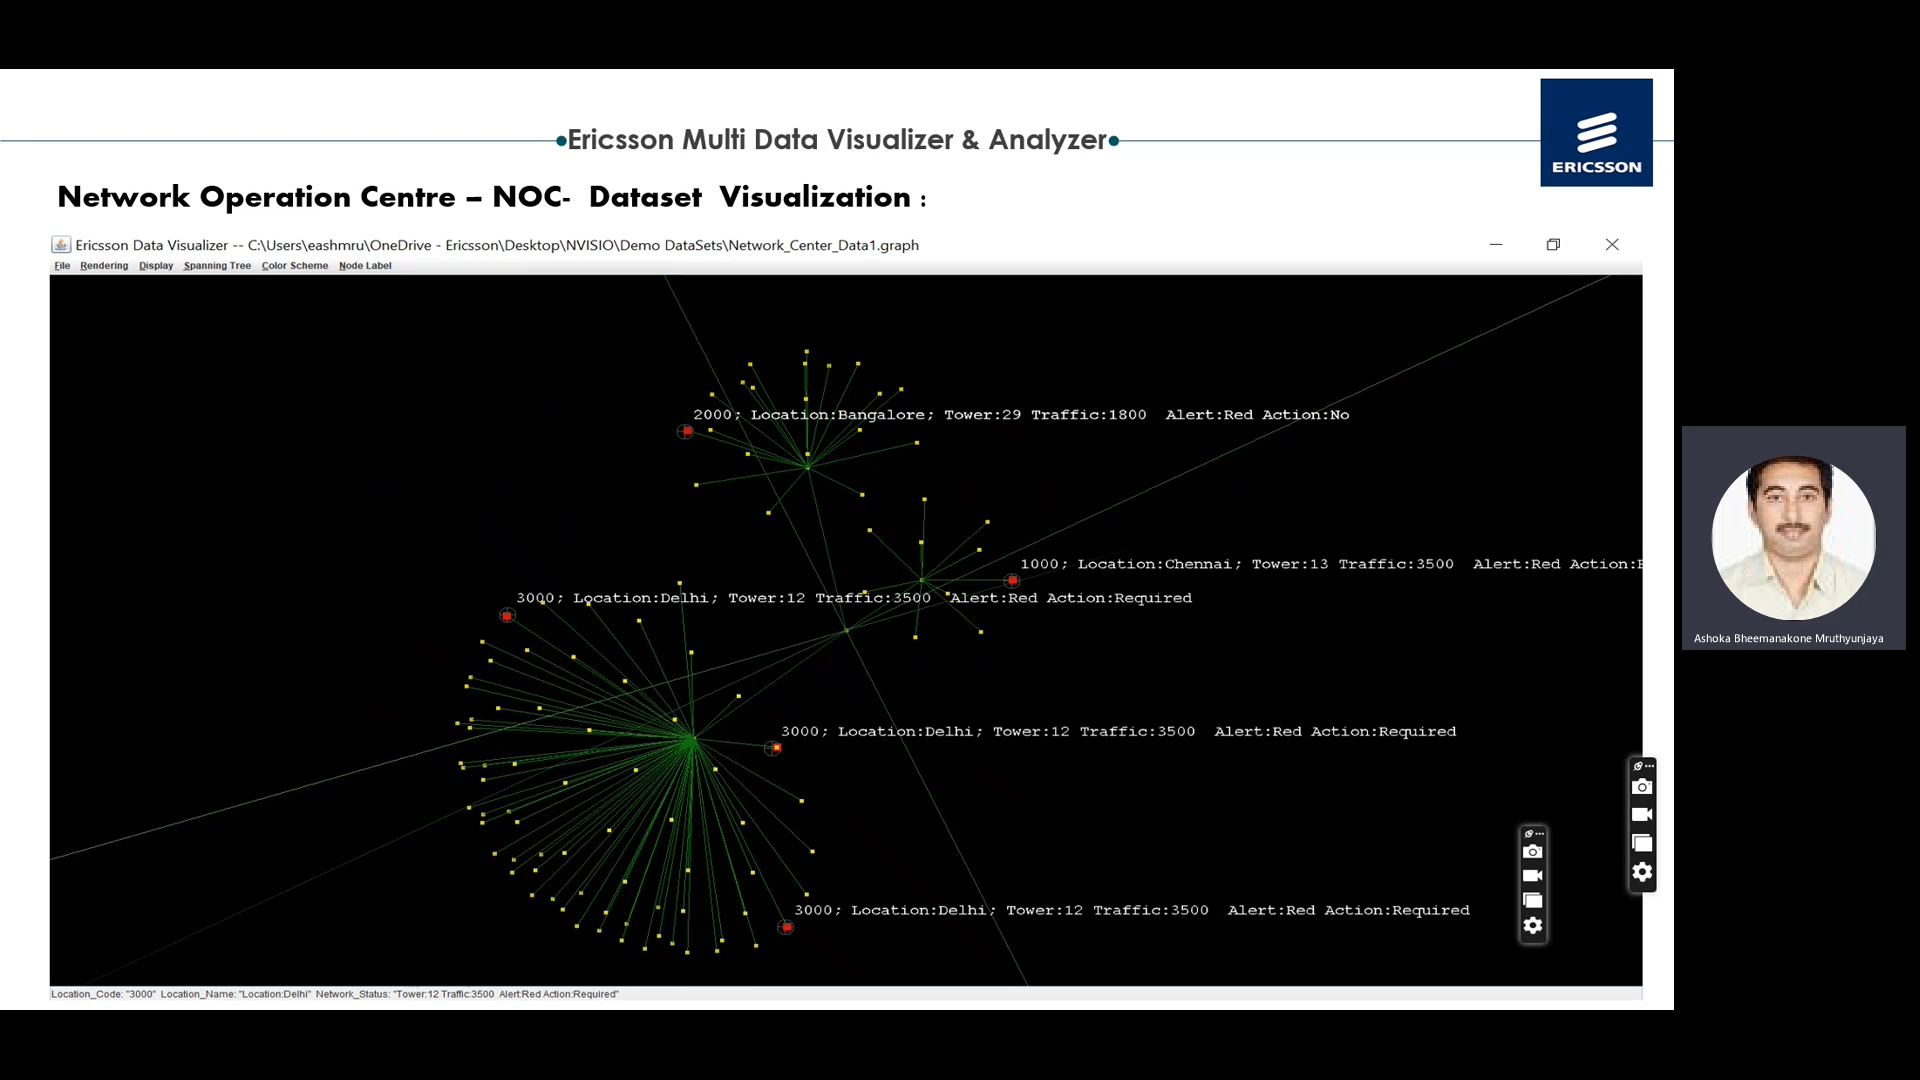 Ericsson Multi Data Visualizer & Analyzer
ERICSSON
Network Operation Centre – NOC- Dataset Visualization :
Ericsson Data Visualizer -- C:\Users\eashmru\OneDrive - Ericsson\Desktop\NVISIO\Demo DataSets\Network_Center_Data1.graph
File Rendering Display Spanning Tree Color Scheme Node Label
2000; Location:Bangalore; Tower:29 Traffic:1800 Alert:Red Action:No
1000; Location:Chennai; Tower:13 Traffic:3500 Alert:Red Action:
3000; Location:Delhi; Tower:12 Traffic:3500 Alert:Red Action:Required
Ashoka Bheemanakone Mruthyunjaya
3000; Location:Delhi; Tower:12 Traffic:3500 Alert:Red Action:Required
3000; Location:Delhi; Tower:12 Traffic:3500 Alert:Red Action:Required
Location_Code: "3000" Location_Name: "Location:Delhi" Network_Status: "Tower:12 Traffic:3500 Alert:Red Action:Required"